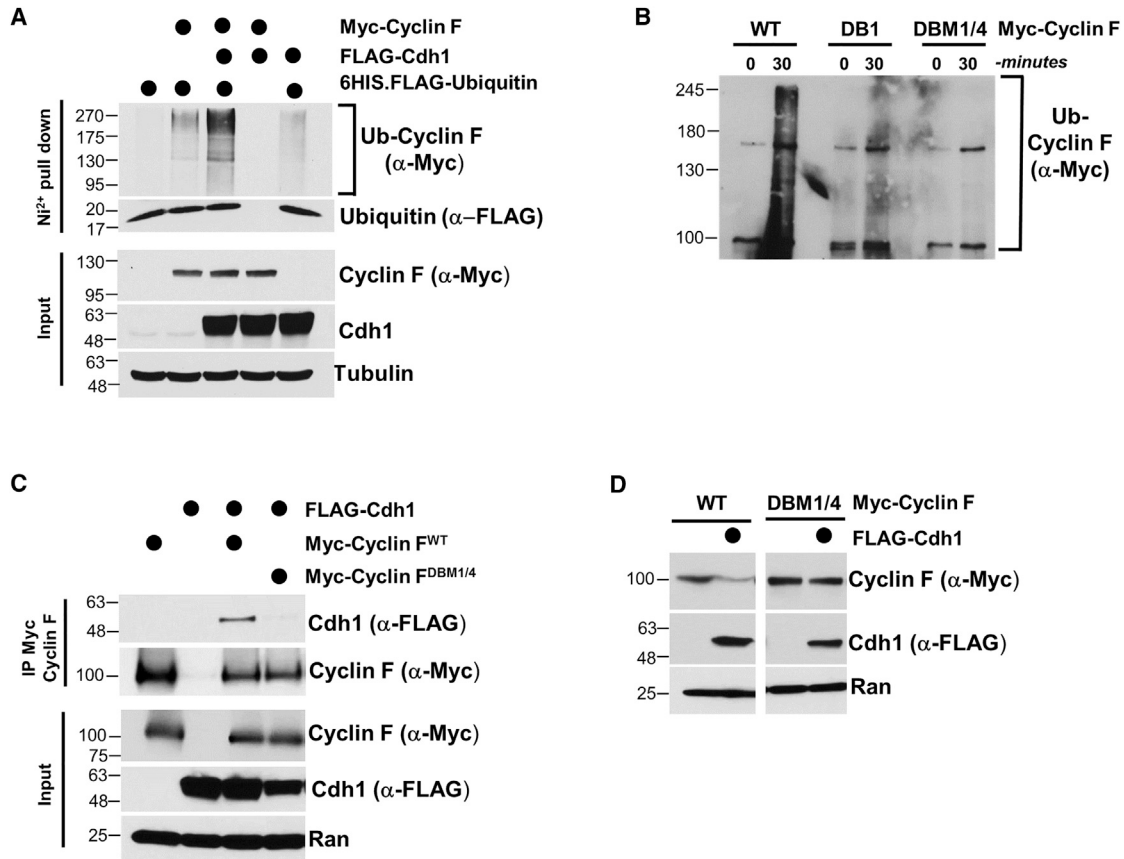 A
Myc-Cyclin F
FLAG-Cdh1
6HIS.FLAG-Ubiquitin
Ni2+ pull down
270
175
130
95
Ub-Cyclin F
(α-Myc)
20
17
Ubiquitin (α–FLAG)
Input
130
95
Cyclin F (α-Myc)
63
48
Cdh1
63
48
Tubulin
B
WT DB1 DBM1/4 Myc-Cyclin F
0 30 0 30 0 30 -minutes
245
180
130
100
Ub-
Cyclin F
(α-Myc)
C
FLAG-Cdh1
Myc-Cyclin FWT
Myc-Cyclin FDBM1/4
IP Myc
Cyclin F
63
48
Cdh1 (α-FLAG)
100
Cyclin F (α-Myc)
Input
100
75
Cyclin F (α-Myc)
63
48
Cdh1 (α-FLAG)
25
Ran
D
WT DBM1/4 Myc-Cyclin F
FLAG-Cdh1
100
Cyclin F (α-Myc)
63
48
Cdh1 (α-FLAG)
25
Ran